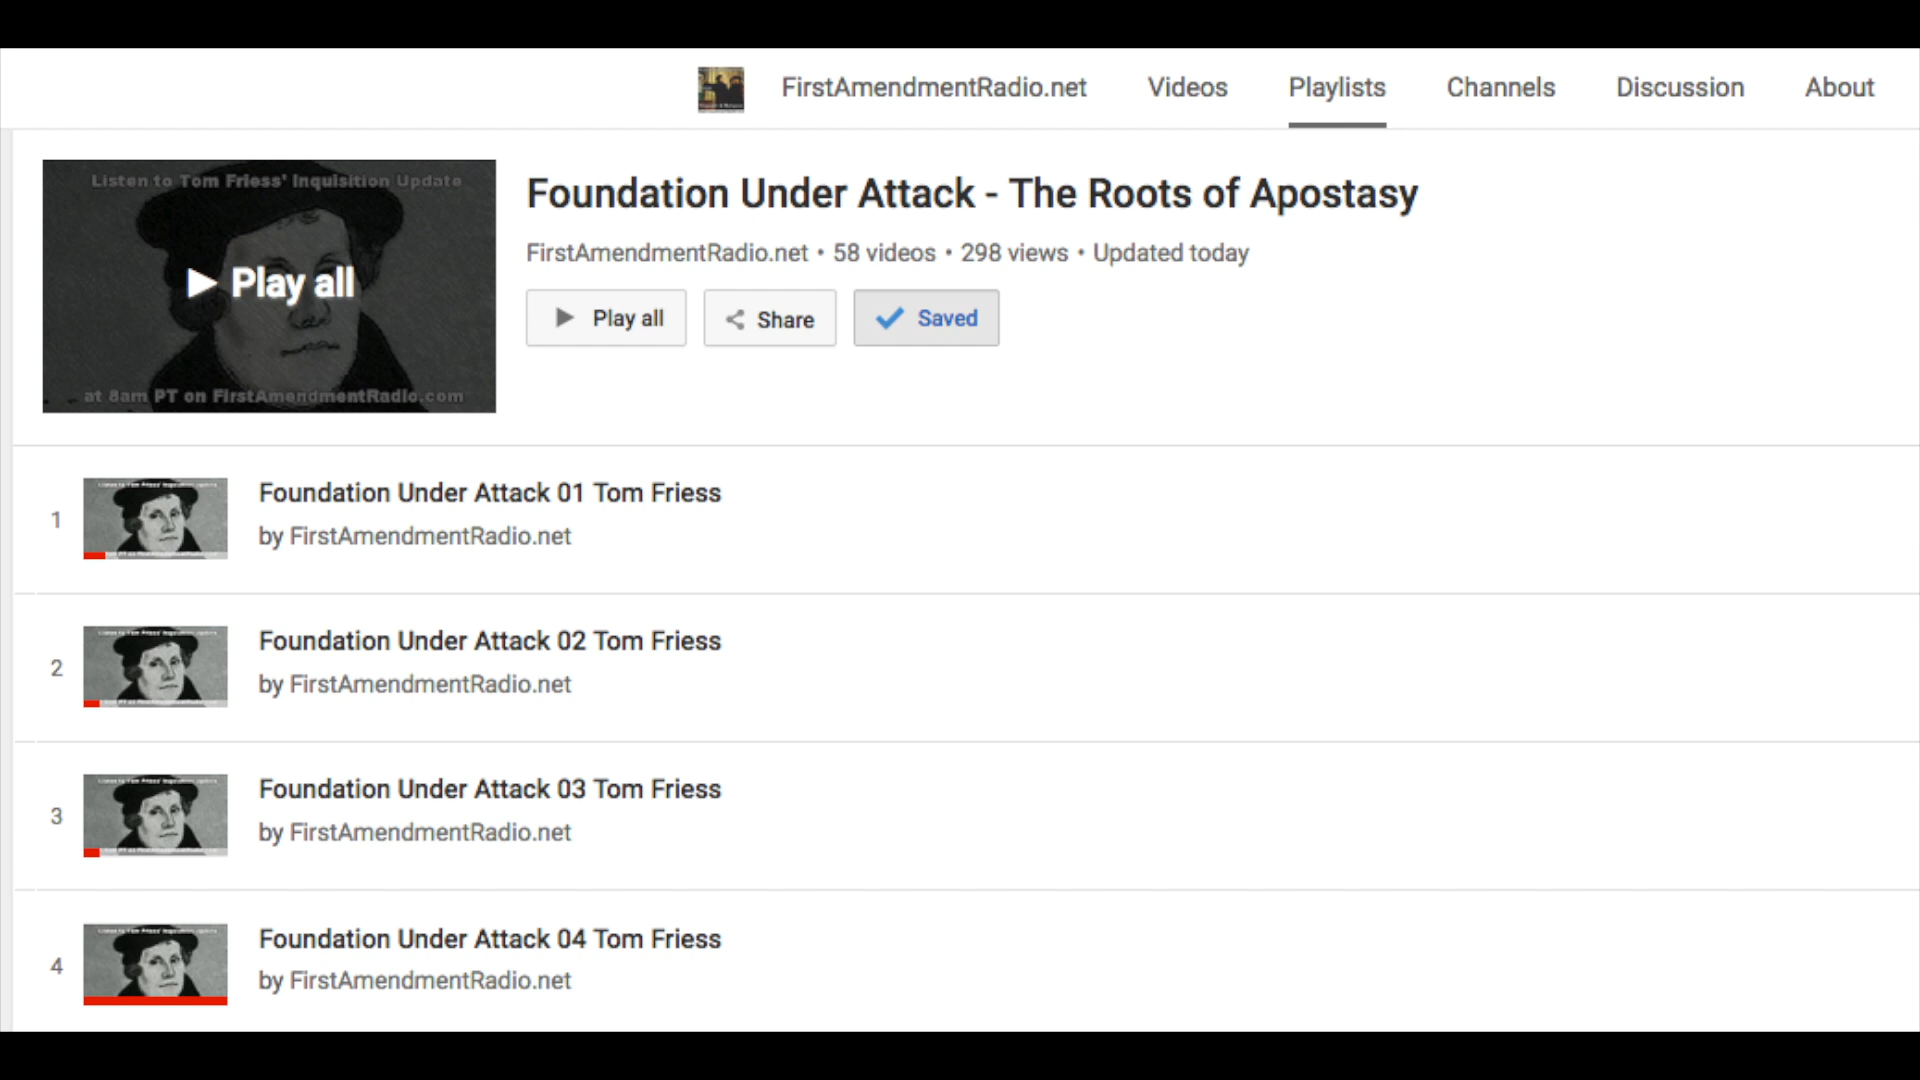 FirstAmendmentRadio.net Videos Playlists Channels Discussion About
Listen to Tom Friess' Inquisition Update
Play all
at 8am PT on FirstAmendmentRadio.com
Foundation Under Attack - The Roots of Apostasy
FirstAmendmentRadio.net • 58 videos • 298 views • Updated today
Play all Share Saved
1
Foundation Under Attack 01 Tom Friess
by FirstAmendmentRadio.net
2
Foundation Under Attack 02 Tom Friess
by FirstAmendmentRadio.net
3
Foundation Under Attack 03 Tom Friess
by FirstAmendmentRadio.net
4
Foundation Under Attack 04 Tom Friess
by FirstAmendmentRadio.net